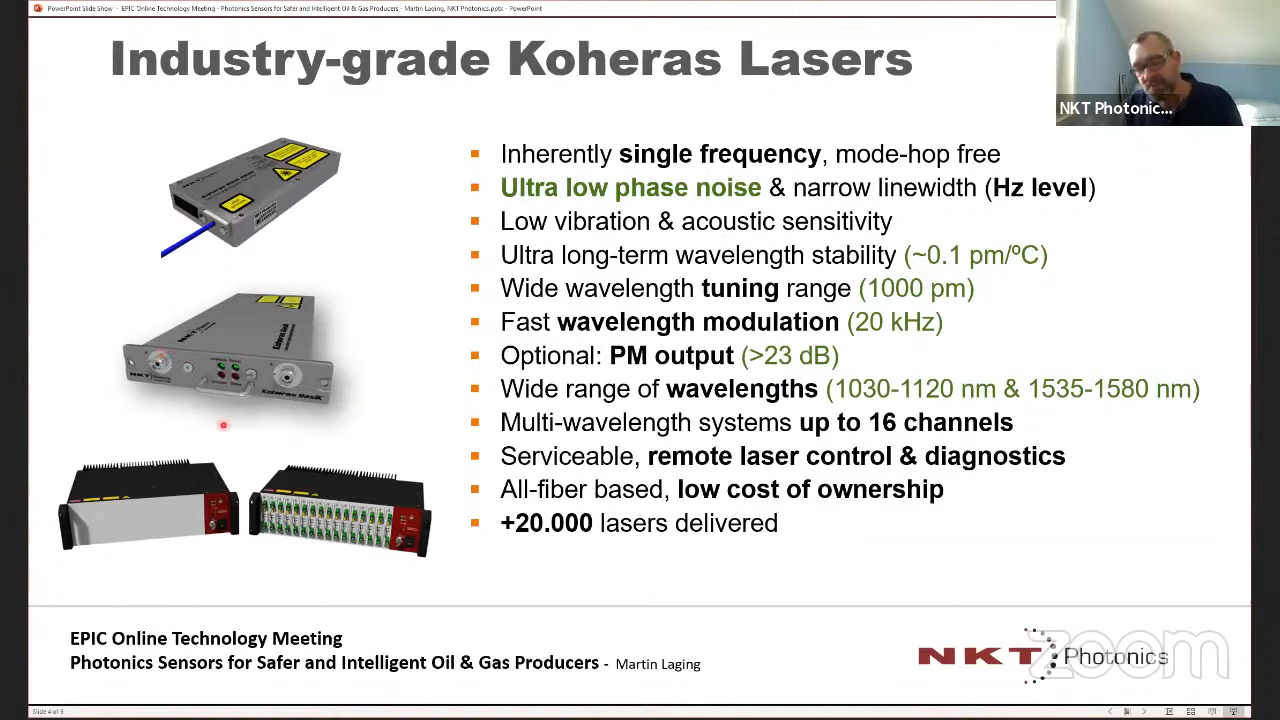 PowerPoint Slide Show - EPIC Online Technology Meeting - Photonics Sensors for Safer and Intelligent Oil & Gas Producers - Martin Laging, NKT Photonics.pptx - PowerPoint
Industry-grade Koheras Lasers
NKT Photonic...
Inherently single frequency, mode-hop free
Ultra low phase noise & narrow linewidth (Hz level)
Low vibration & acoustic sensitivity
Ultra long-term wavelength stability (~0.1 pm/ºC)
Wide wavelength tuning range (1000 pm)
Fast wavelength modulation (20 kHz)
Optional: PM output (>23 dB)
Wide range of wavelengths (1030-1120 nm & 1535-1580 nm)
Multi-wavelength systems up to 16 channels
Serviceable, remote laser control & diagnostics
All-fiber based, low cost of ownership
+20.000 lasers delivered
NKT
Koheras BasiK
EPIC Online Technology Meeting
Photonics Sensors for Safer and Intelligent Oil & Gas Producers - Martin Laging
NKT Photonics
zoom
Slide 4 of 5